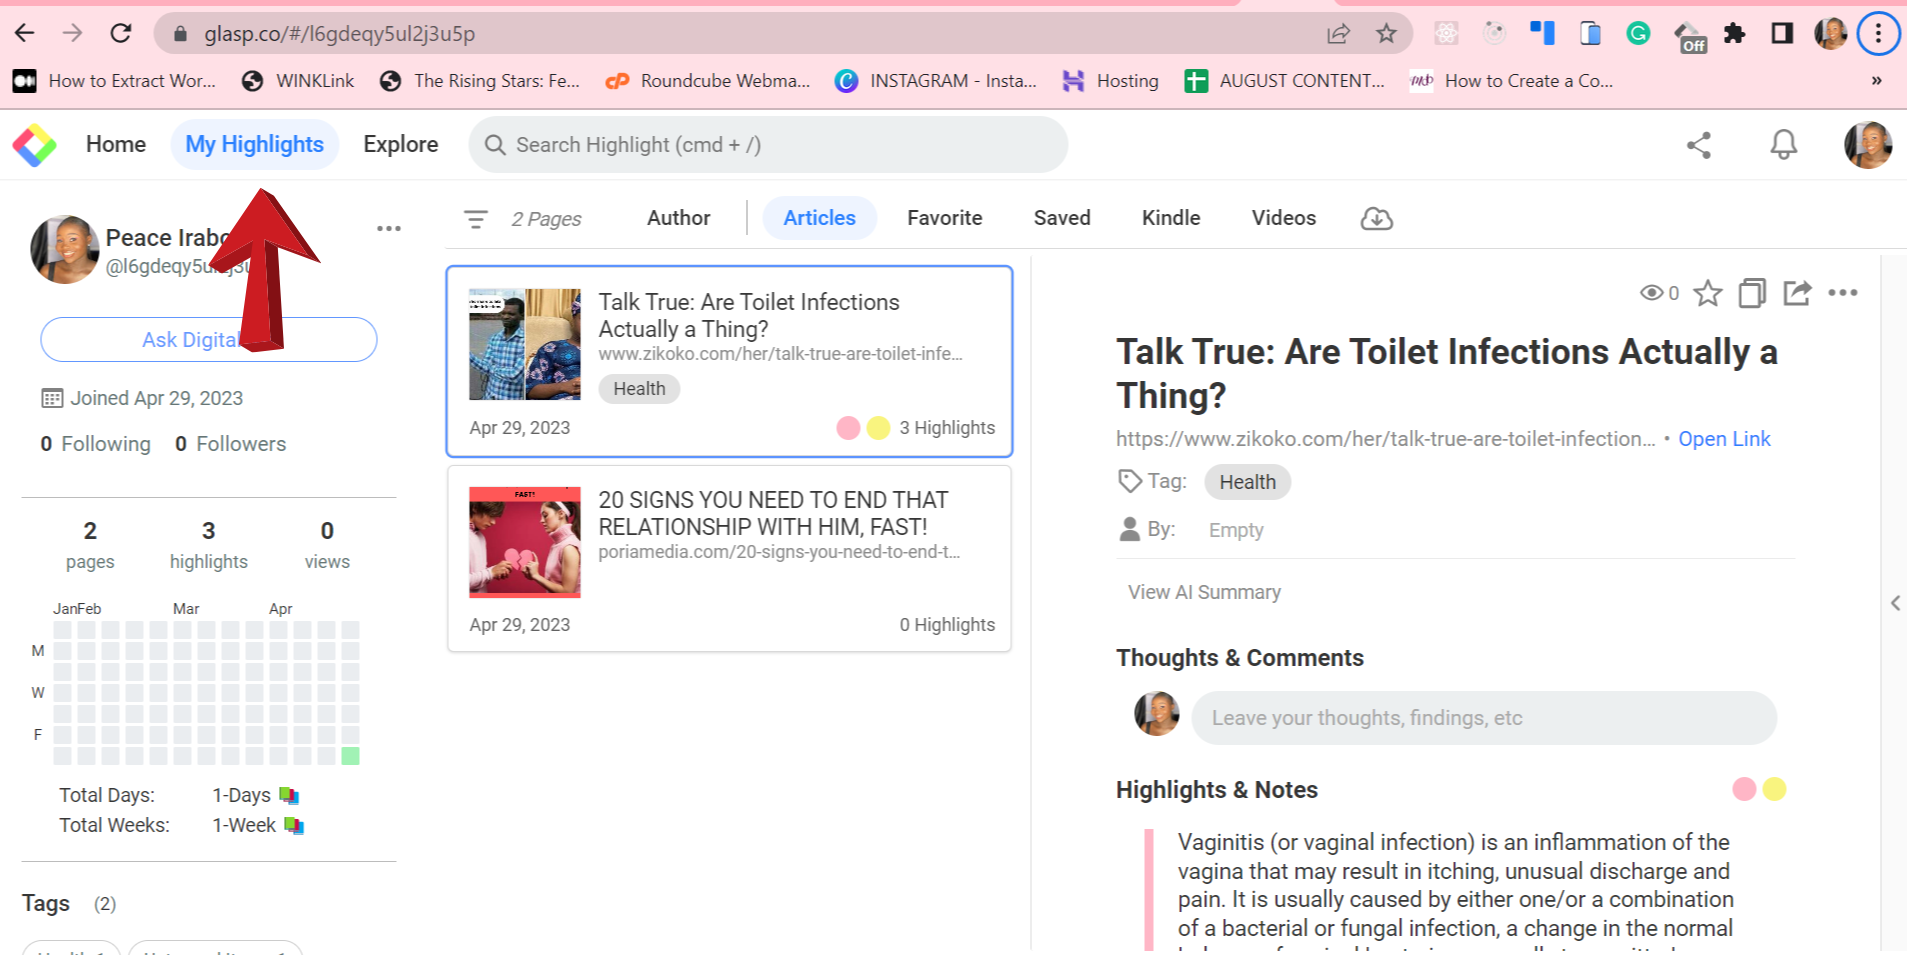 glasp.co/#/l6gdeqy5ul2j3u5p
Off
How to Extract Wor...
WINKLink
The Rising Stars: Fe...
Roundcube Webma...
INSTAGRAM - Insta...
Hosting
AUGUST CONTENT...
How to Create a Co...
»
Home
My Highlights
Explore
Search Highlight (cmd + /)
Peace
Ask Digital
Joined Apr 29, 2023
0 Following 0 Followers
2 3 0
pages highlights views
JanFeb Mar Apr
M
W
F
Total Days: 1-Days
Total Weeks: 1-Week
Tags (2)
2 Pages
Author
Articles
Favorite
Saved
Kindle
Videos
Talk True: Are Toilet Infections
Actually a Thing?
www.zikoko.com/her/talk-true-are-toilet-infe...
Health
Apr 29, 2023
3 Highlights
FAST!
20 SIGNS YOU NEED TO END THAT
RELATIONSHIP WITH HIM, FAST!
poriamedia.com/20-signs-you-need-to-end-t...
Apr 29, 2023
0 Highlights
0
Talk True: Are Toilet Infections Actually a
Thing?
https://www.zikoko.com/her/talk-true-are-toilet-infection... • Open Link
Tag: Health
By: Empty
View AI Summary
Thoughts & Comments
Leave your thoughts, findings, etc
Highlights & Notes
Vaginitis (or vaginal infection) is an inflammation of the
vagina that may result in itching, unusual discharge and
pain. It is usually caused by either one/or a combination
of a bacterial or fungal infection, a change in the normal